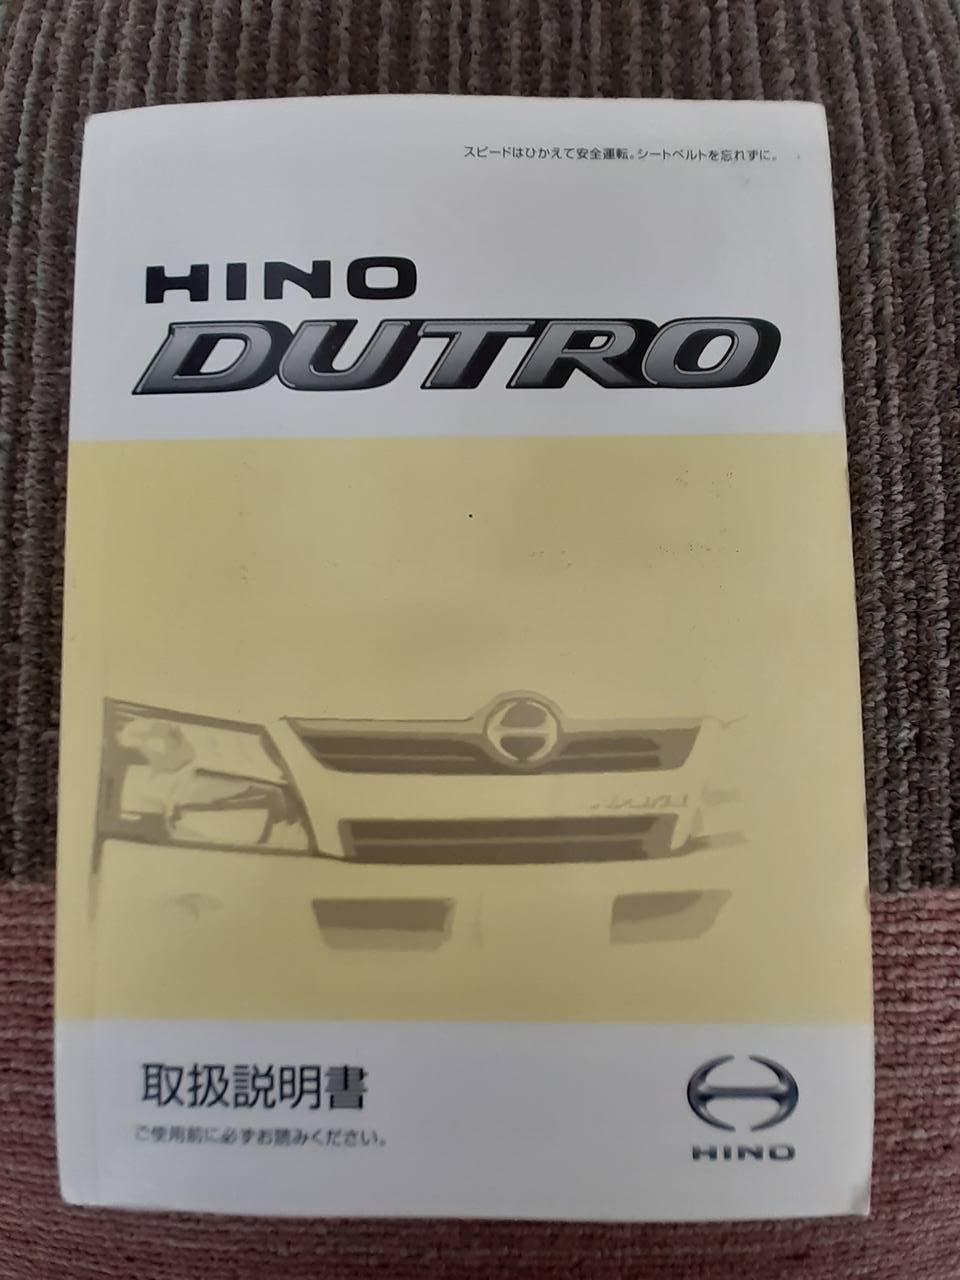 スピードはひかえて安全運転。シートベルトを忘れずに。
HINO
DUTRO
取扱説明書
ご使用前に必ずお読みください。
HINO